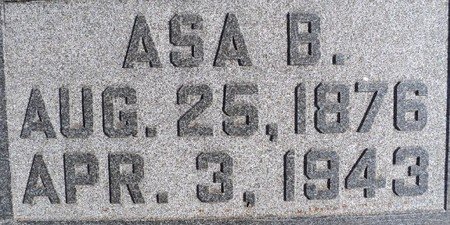 ASA B.
AUG. 25, 1876
APR. 3, 1943